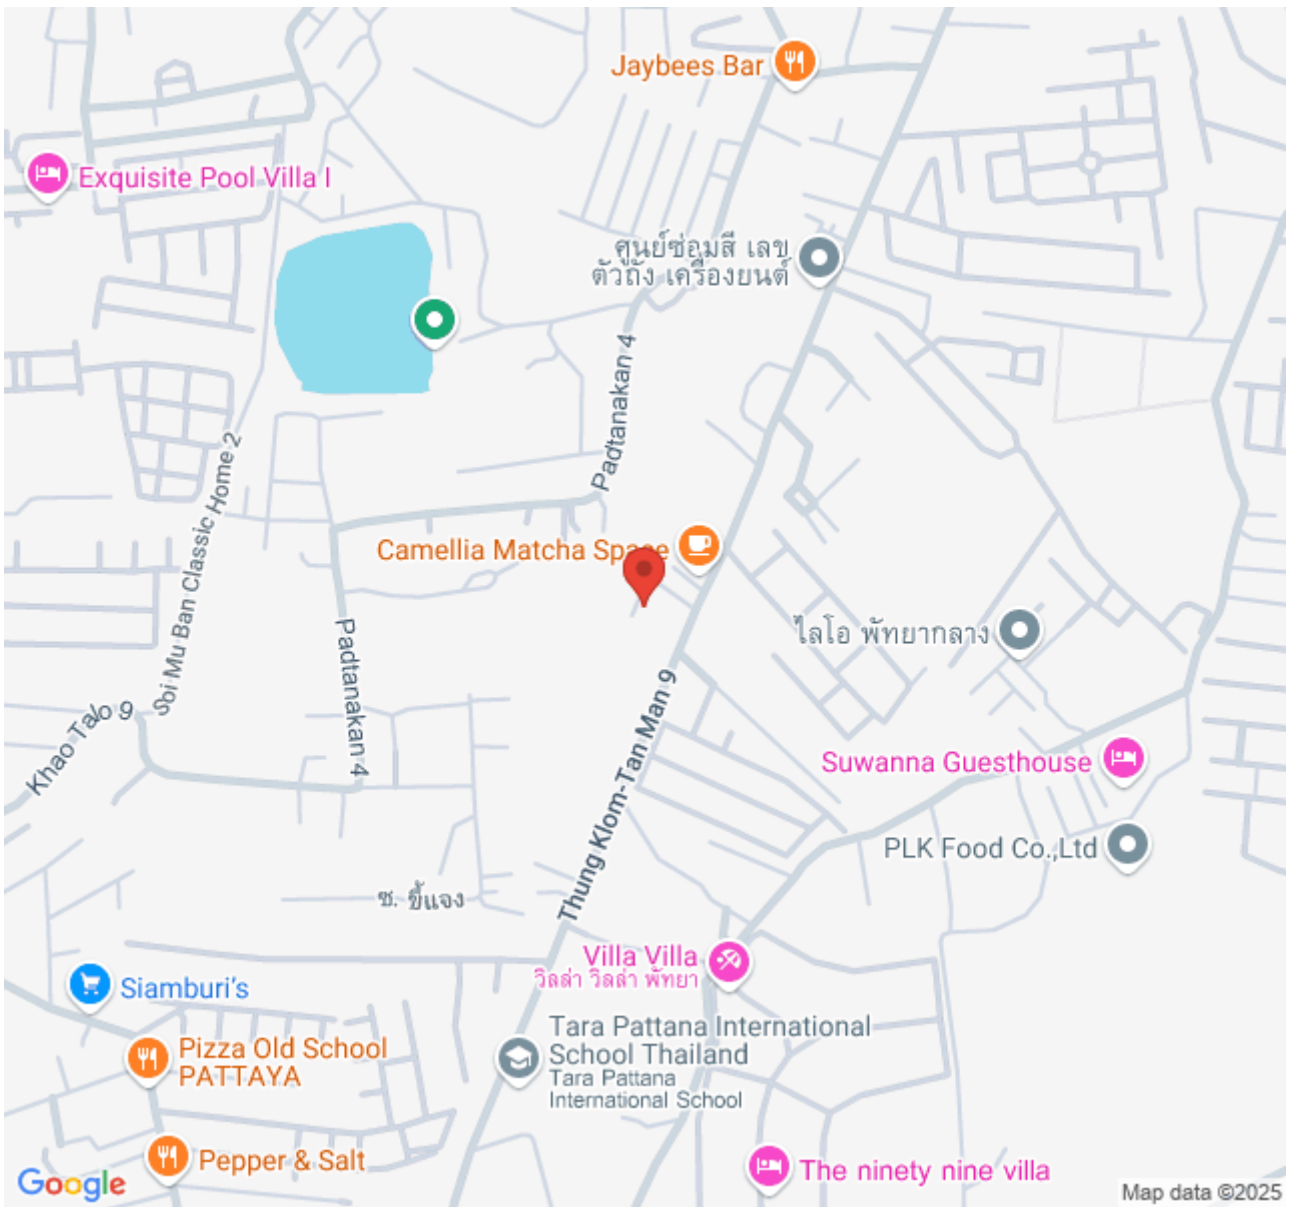 Jaybees Bar
Exquisite Pool Villa I
ศูนย์ซ่อมสี เลข
ตัวถัง เครื่องยนต์
Padtanakan 4
Soi Mu Ban Classic Home 2
Camellia Matcha Space
ไลโอ พัทยากลาง
Padtanakan 4
Khao Talo 9
Thung Klom-Tan Man 9
Suwanna Guesthouse
PLK Food Co.,Ltd
ซ. ขี้แจง
Villa Villa
วิลล่า วิลล่า พัทยา
Siamburi's
Tara Pattana International
School Thailand
Tara Pattana
International School
Pizza Old School
PATTAYA
Pepper & Salt
The ninety nine villa
Google
Map data ©2025